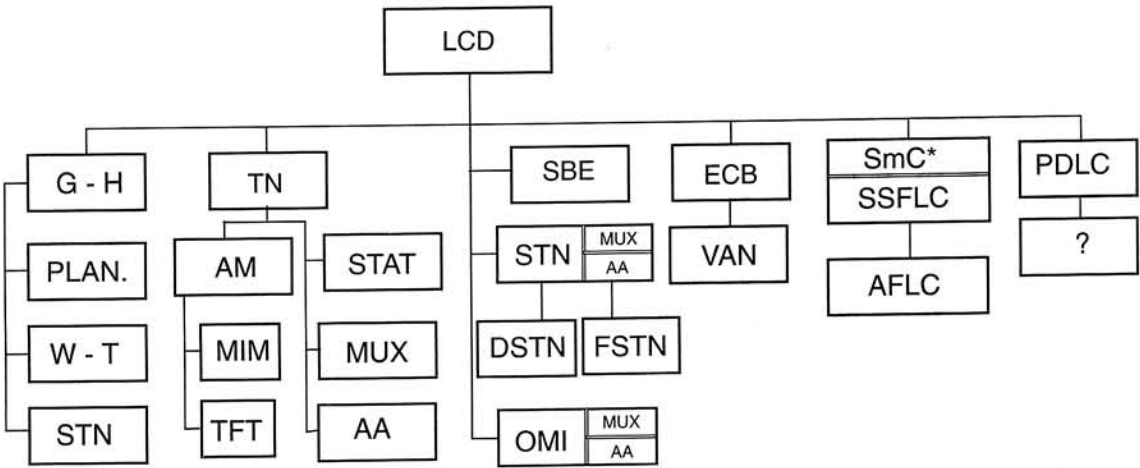 LCD
G - H
TN
SBE
ECB
SmC*
SSFLC
PDLC
PLAN.
AM
STAT
STN
MUX
AA
VAN
AFLC
?
W - T
MIM
MUX
DSTN
FSTN
STN
TFT
AA
OMI
MUX
AA